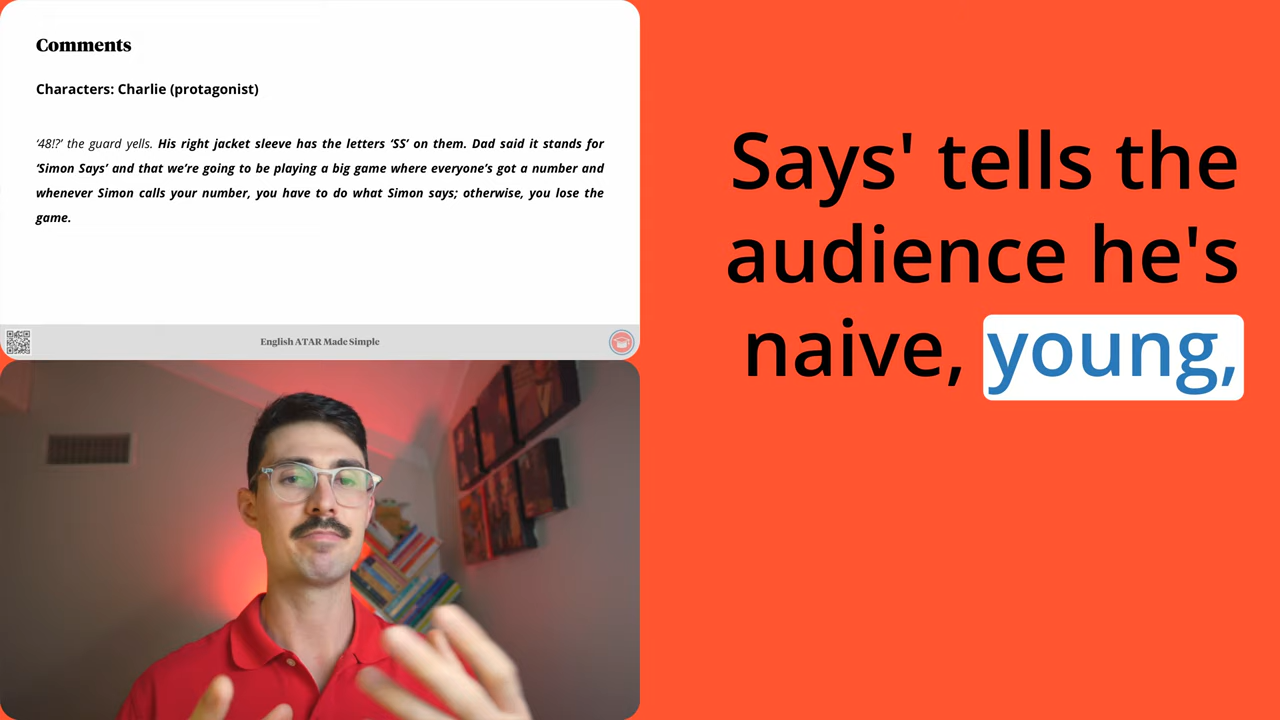 Comments
Characters: Charlie (protagonist)
‘48!?’ the guard yells. His right jacket sleeve has the letters ‘SS’ on them. Dad said it stands for
‘Simon Says’ and that we’re going to be playing a big game where everyone’s got a number and
whenever Simon calls your number, you have to do what Simon says; otherwise, you lose the
game.
English ATAR Made Simple
Says' tells the
audience he's
naive, young,